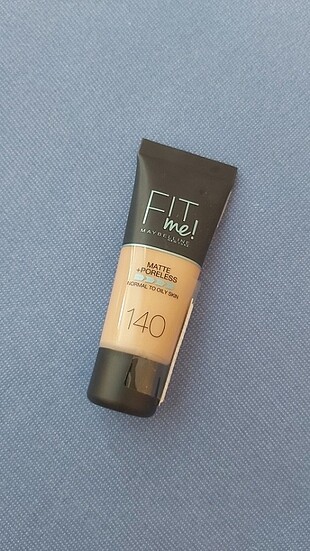 FIT
me!
MAYBELLINE
MATTE
+PORELESS
NORMAL TO OILY SKIN
140